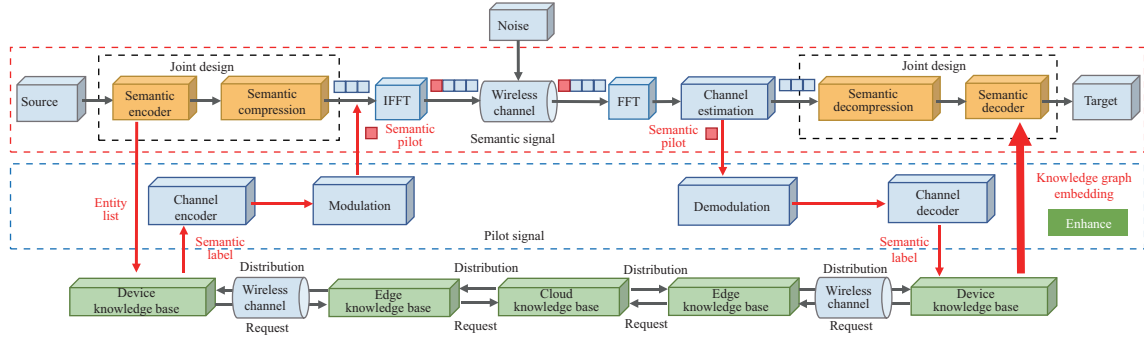 Noise
Joint design
Joint design
Source
Semantic
encoder
Semantic
compression
IFFT
Wireless
channel
FFT
Channel
estimation
Semantic
decompression
Semantic
decoder
Target
Semantic
pilot
Semantic signal
Semantic
pilot
Entity
list
Channel
encoder
Modulation
Demodulation
Channel
decoder
Knowledge graph
embedding
Enhance
Semantic
label
Pilot signal
Semantic
label
Distribution
Distribution
Distribution
Distribution
Device
knowledge base
Wireless
channel
Edge
knowledge base
Cloud
knowledge base
Edge
knowledge base
Wireless
channel
Device
knowledge base
Request
Request
Request
Request